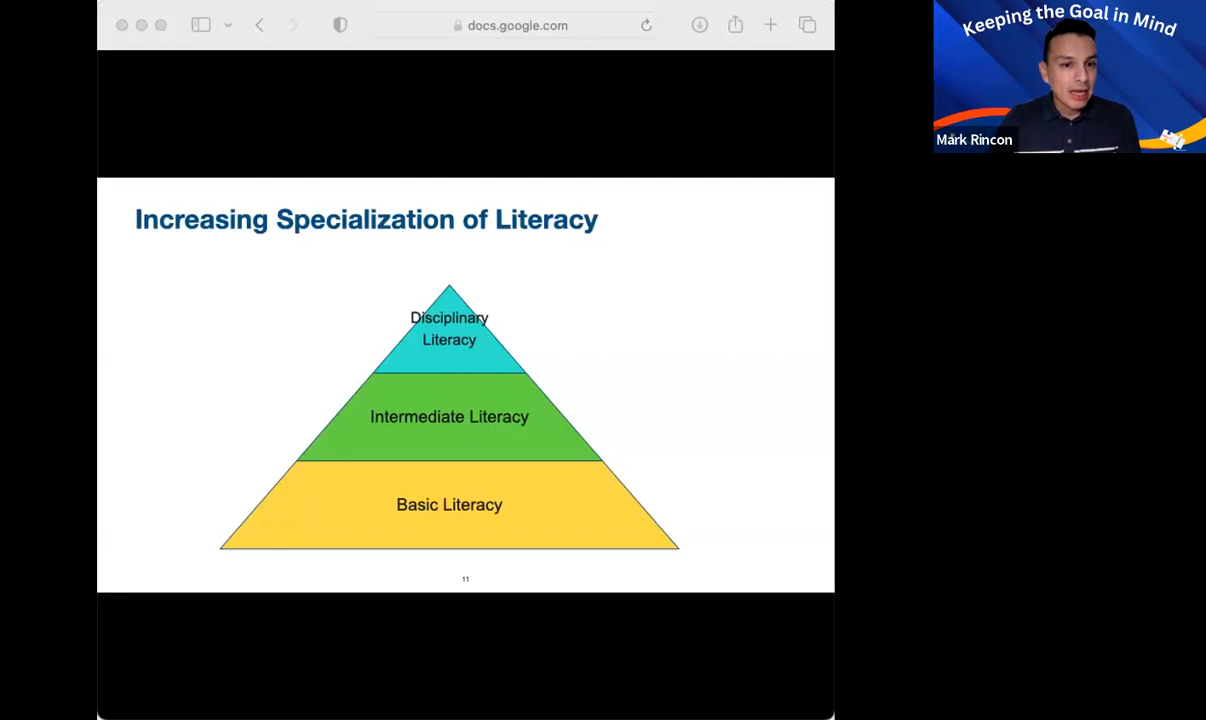 docs.google.com
Keeping the Goal in Mind
Mark Rincon
Increasing Specialization of Literacy
Disciplinary
Literacy
Intermediate Literacy
Basic Literacy
11